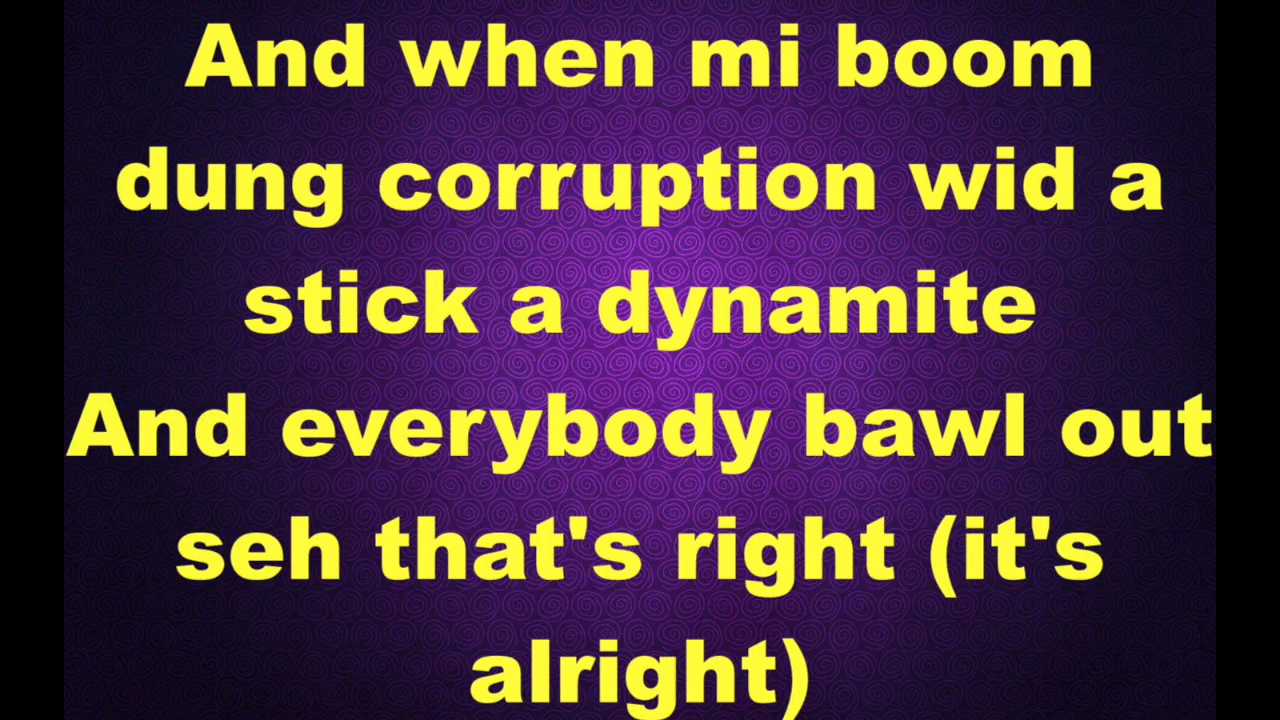 And when mi boom
dung corruption wid a
stick a dynamite
And everybody bawl out
seh that's right (it's
alright)